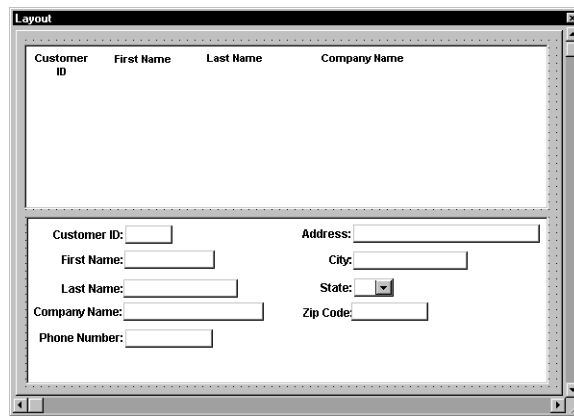 Layout
Customer ID First Name Last Name Company Name
Customer ID: Address:
First Name: City:
Last Name: State:
Company Name: Zip Code:
Phone Number: